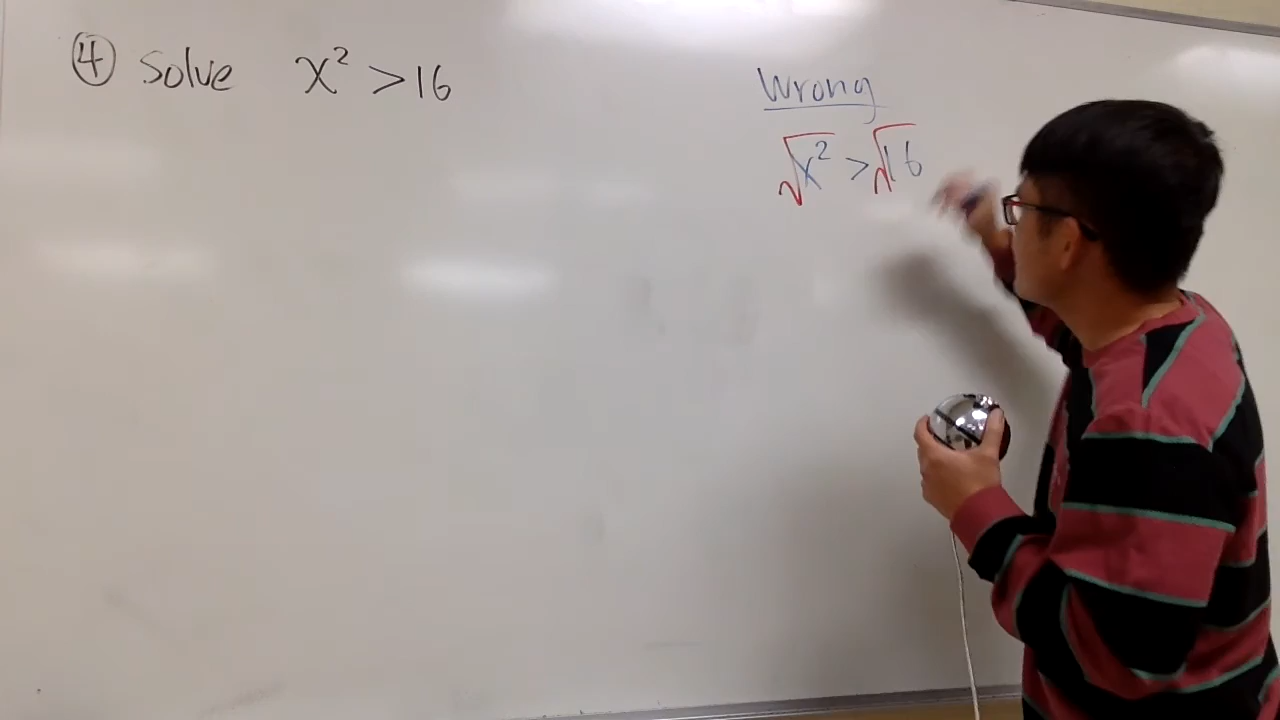 ④ Solve x² > 16
Wrong
√x² > √16